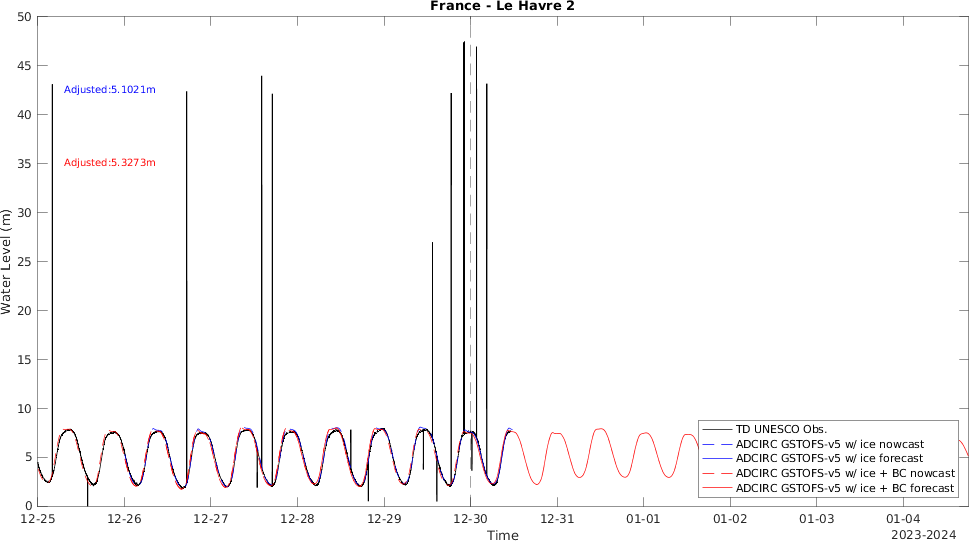 France - Le Havre 2
50
45
40
35
30
25
20
15
10
5
0
Water Level (m)
Adjusted:5.1021m
Adjusted:5.3273m
TD UNESCO Obs.
ADCIRC GSTOFS-v5 w/ ice nowcast
ADCIRC GSTOFS-v5 w/ ice forecast
ADCIRC GSTOFS-v5 w/ ice + BC nowcast
ADCIRC GSTOFS-v5 w/ ice + BC forecast
12-25 12-26 12-27 12-28 12-29 12-30 12-31 01-01 01-02 01-03 01-04
2023-2024
Time